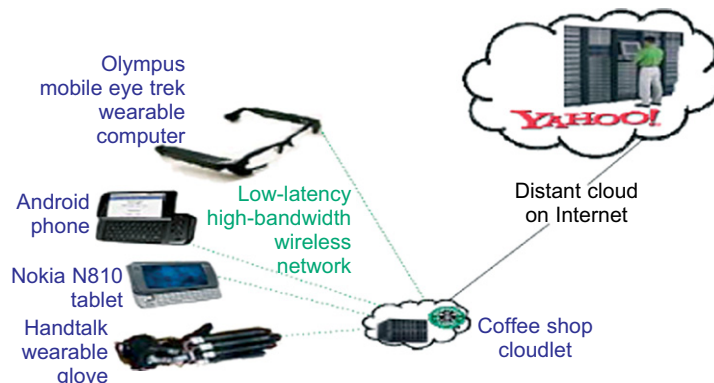 Olympus
mobile eye trek
wearable
computer
YAHOO!
Distant cloud
on Internet
Low-latency
high-bandwidth
wireless
network
Android
phone
Nokia N810
tablet
Handtalk
wearable
glove
Coffee shop
cloudlet